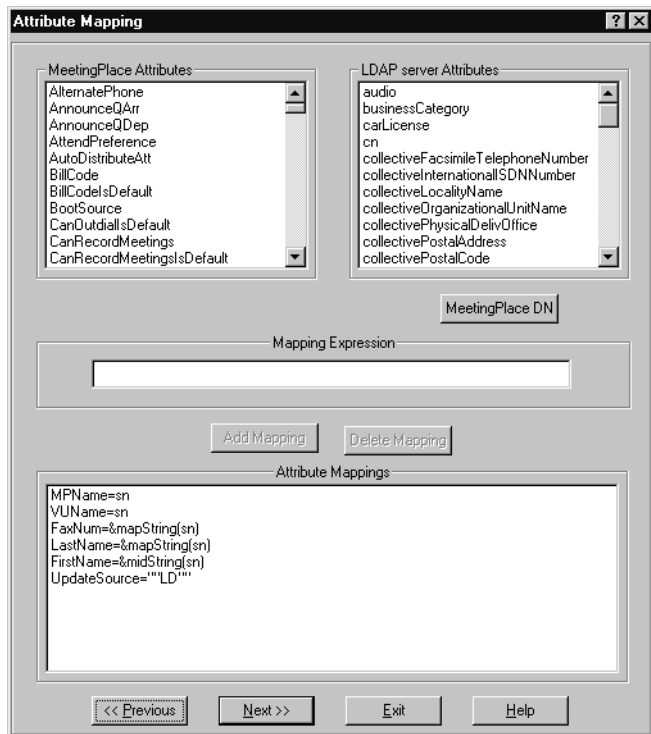 Attribute Mapping
MeetingPlace Attributes
AlternatePhone
AnnounceQArr
AnnounceQDep
AttendPreference
AutoDistributeAtt
BillCode
BillCodeIsDefault
BootSource
CanOutdialIsDefault
CanRecordMeetings
CanRecordMeetingsIsDefault
LDAP server Attributes
audio
businessCategory
carLicense
cn
collectiveFacsimileTelephoneNumber
collectiveInternationalISDNNumber
collectiveLocalityName
collectiveOrganizationalUnitName
collectivePhysicalDelivOffice
collectivePostalAddress
collectivePostalCode
MeetingPlace DN
Mapping Expression
Add Mapping
Delete Mapping
Attribute Mappings
MPName=sn
VUName=sn
FaxNum=&mapString(sn)
LastName=&mapString(sn)
FirstName=&midString(sn)
UpdateSource='"'LD'"'
<< Previous
Next >>
Exit
Help